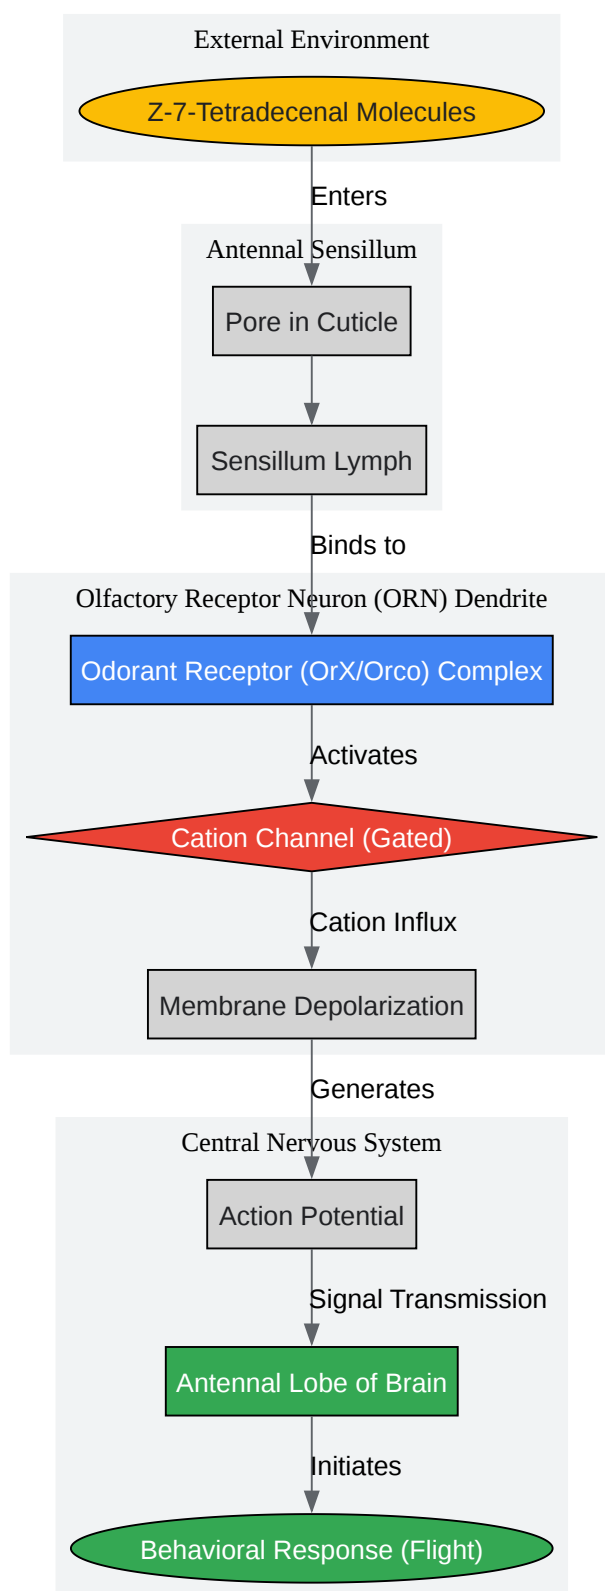 External Environment
Z-7-Tetradecenal Molecules
Enters
Antennal Sensillum
Pore in Cuticle
Sensillum Lymph
Binds to
Olfactory Receptor Neuron (ORN) Dendrite
Odorant Receptor (OrX/Orco) Complex
Activates
Cation Channel (Gated)
Cation Influx
Membrane Depolarization
Generates
Central Nervous System
Action Potential
Signal Transmission
Antennal Lobe of Brain
Initiates
Behavioral Response (Flight)